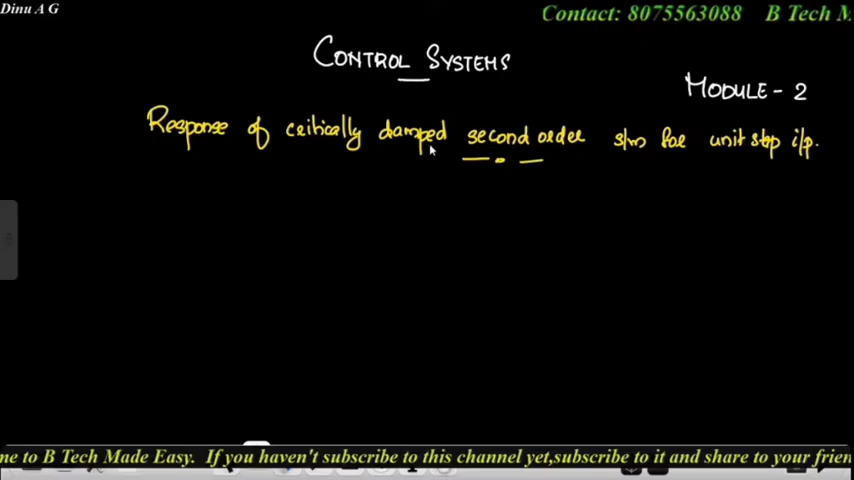 Dinu A G
Contact: 8075563088 B Tech M
CONTROL SYSTEMS
MODULE - 2
Response of critically damped second order s/m for unit step i/p.
me to B Tech Made Easy. If you haven't subscribe to this channel yet,subscribe to it and share to your frien